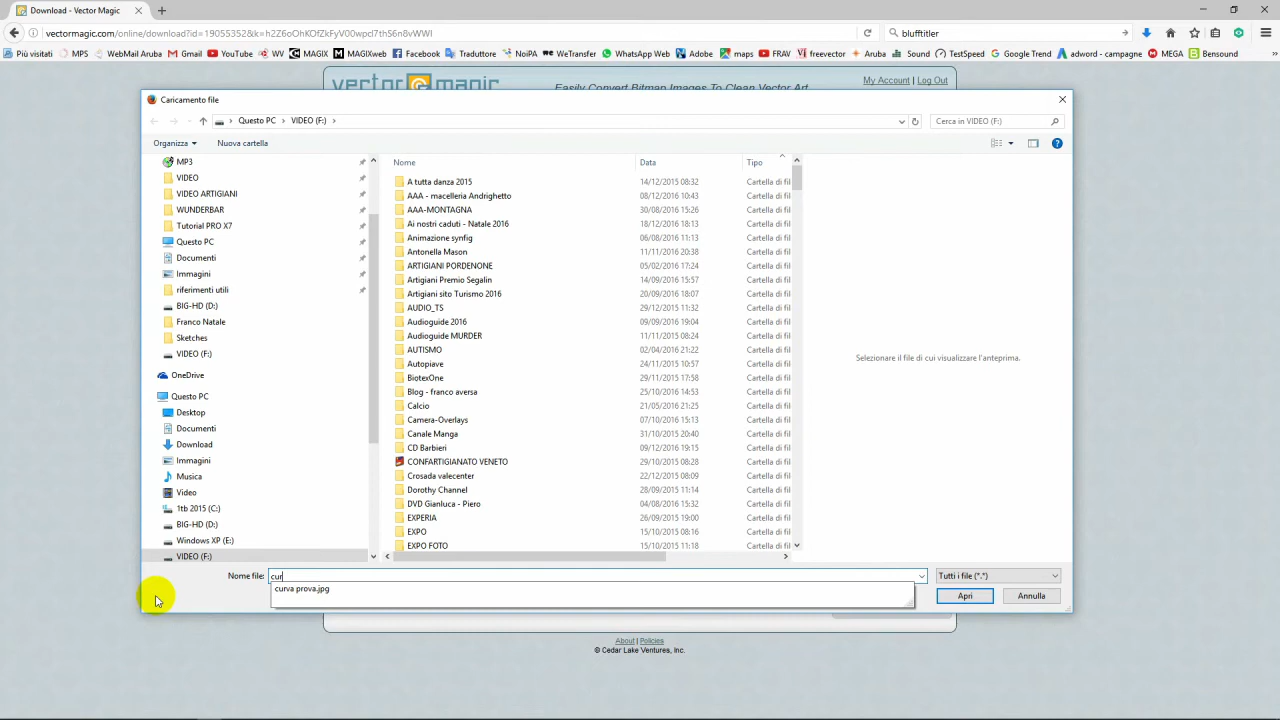 Download - Vector Magic
vectormagic.com/online/download?id=19055352&k=h2Z6oOhKOfZkFyV00wpcl7thS6n8vWWI
blufftitler
Più visitati MPS WebMail Aruba Gmail YouTube WV MAGIX MAGIXweb Facebook Traduttore NoiPA WeTransfer WhatsApp Web Adobe maps FRAV freevector Aruba Sound TestSpeed Google Trend adword - campagne MEGA Bensound
vector magic
Easily Convert Bitmap Images To Clean Vector Art
My Account | Log Out
Caricamento file
Questo PC > VIDEO (F:) >
Cerca in VIDEO (F:)
Organizza Nuova cartella
MP3
VIDEO
VIDEO ARTIGIANI
WUNDERBAR
Tutorial PRO X7
Questo PC
Documenti
Immagini
riferimenti utili
BIG-HD (D:)
Franco Natale
Sketches
VIDEO (F:)
OneDrive
Questo PC
Desktop
Documenti
Download
Immagini
Musica
Video
1tb 2015 (C:)
BIG-HD (D:)
Windows XP (E:)
VIDEO (F:)
Nome Data Tipo
A tutta danza 2015 14/12/2015 08:32 Cartella di fil
AAA - macelleria Andrighetto 08/12/2016 10:43 Cartella di fil
AAA-MONTAGNA 30/08/2016 15:26 Cartella di fil
Ai nostri caduti - Natale 2016 18/12/2016 18:13 Cartella di fil
Animazione synfig 06/08/2016 11:13 Cartella di fil
Antonella Mason 11/11/2016 20:38 Cartella di fil
ARTIGIANI PORDENONE 05/02/2016 17:24 Cartella di fil
Artigiani Premio Segalin 14/09/2016 15:57 Cartella di fil
Artigiani sito Turismo 2016 20/09/2016 18:07 Cartella di fil
AUDIO_TS 29/12/2015 11:32 Cartella di fil
Audioguide 2016 09/09/2016 19:04 Cartella di fil
Audioguide MURDER 11/11/2016 08:24 Cartella di fil
AUTISMO 02/04/2016 21:22 Cartella di fil
Autopiave 24/11/2015 10:57 Cartella di fil
BiotexOne 29/11/2015 17:58 Cartella di fil
Blog - franco aversa 25/10/2016 14:53 Cartella di fil
Calcio 21/05/2016 21:25 Cartella di fil
Camera-Overlays 07/10/2015 16:13 Cartella di fil
Canale Manga 31/10/2015 20:40 Cartella di fil
CD Barbieri 09/12/2016 19:15 Cartella di fil
CONFARTIGIANATO VENETO 29/10/2015 08:28 Cartella di fil
Crosada valecenter 22/12/2015 08:09 Cartella di fil
Dorothy Channel 28/09/2015 11:14 Cartella di fil
DVD Gianluca - Piero 04/08/2016 15:32 Cartella di fil
EXPERIA 26/09/2015 19:00 Cartella di fil
EXPO 15/10/2015 08:16 Cartella di fil
EXPO FOTO 15/10/2015 11:18 Cartella di fil
Selezionare il file di cui visualizzare l'anteprima.
Nome file: cur
Tutti i file (*.*)
curva prova.jpg
Apri Annulla
About | Policies
© Cedar Lake Ventures, Inc.